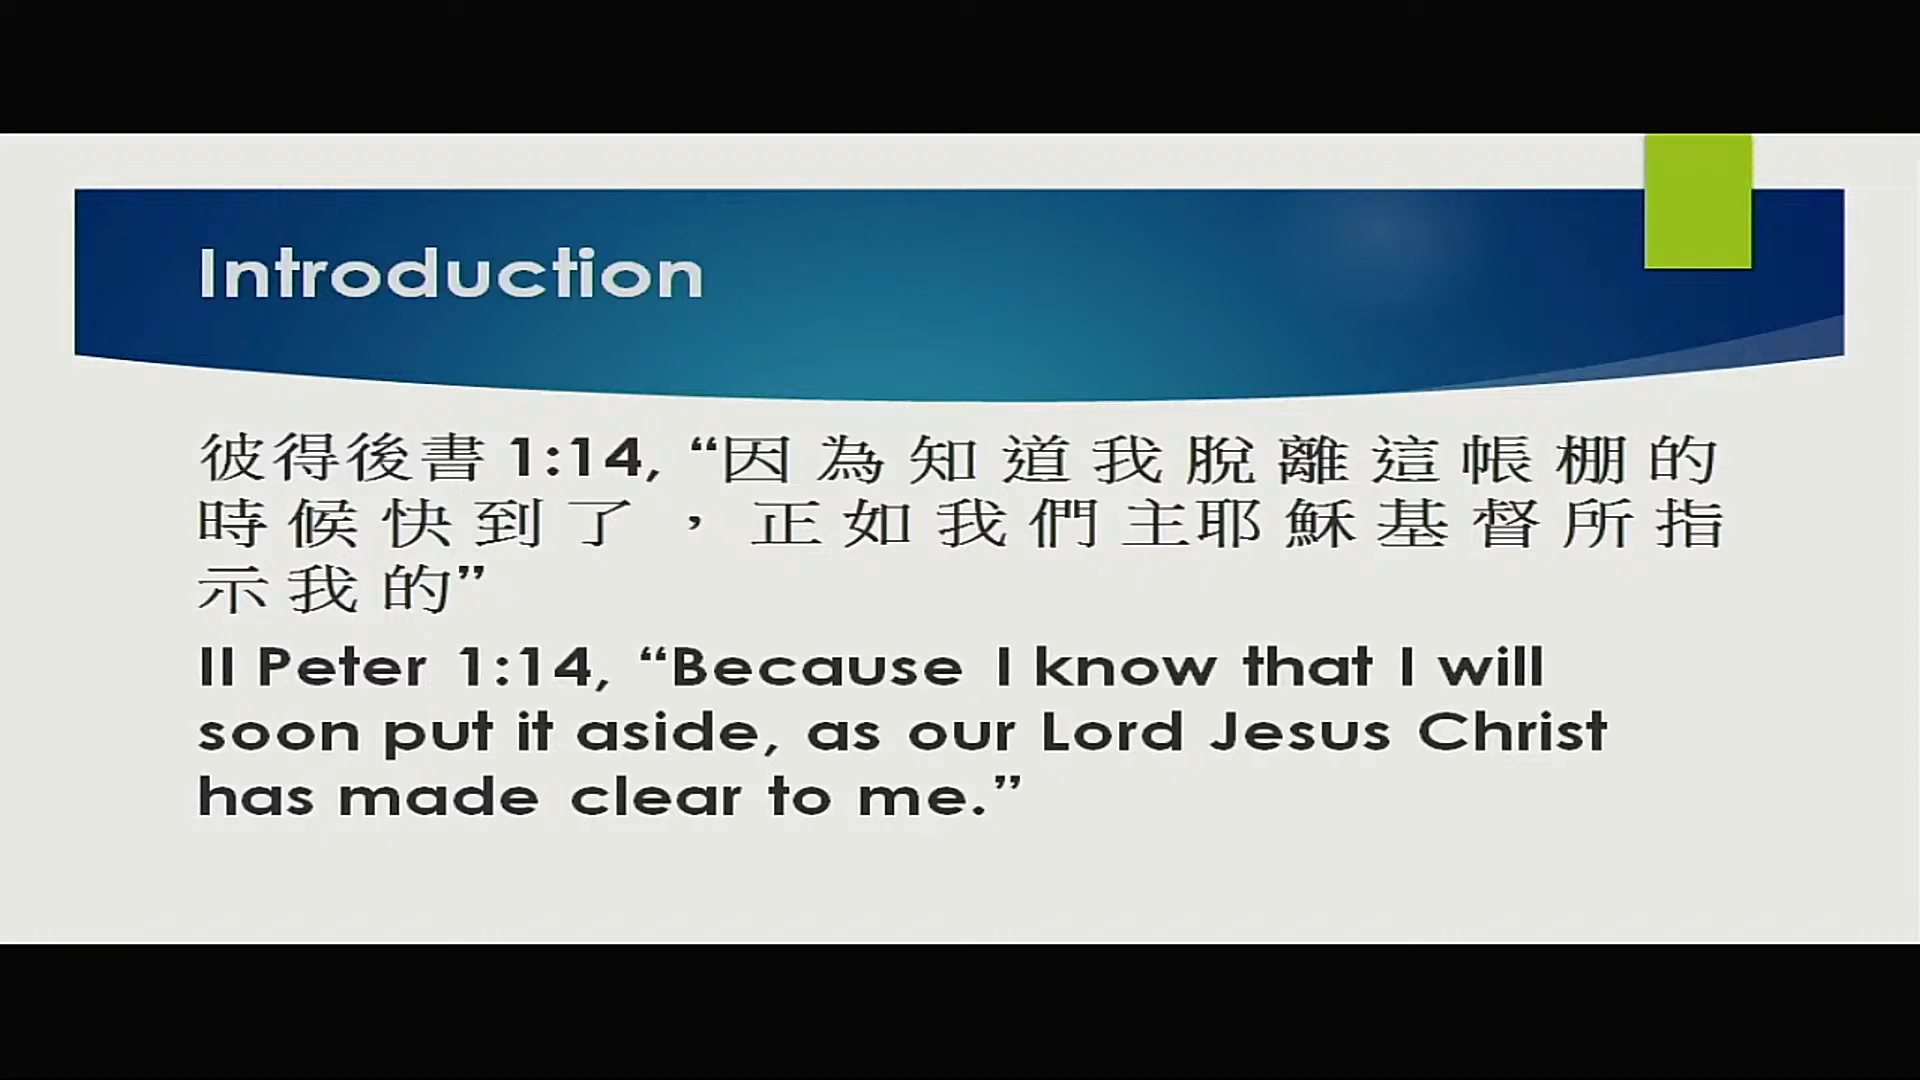 Introduction
彼得後書 1:14, “因 為 知 道 我 脫 離 這 帳 棚 的
時 候 快 到 了 ， 正 如 我 們 主耶 穌 基 督 所 指
示 我 的”
II Peter 1:14, “Because I know that I will
soon put it aside, as our Lord Jesus Christ
has made clear to me.”